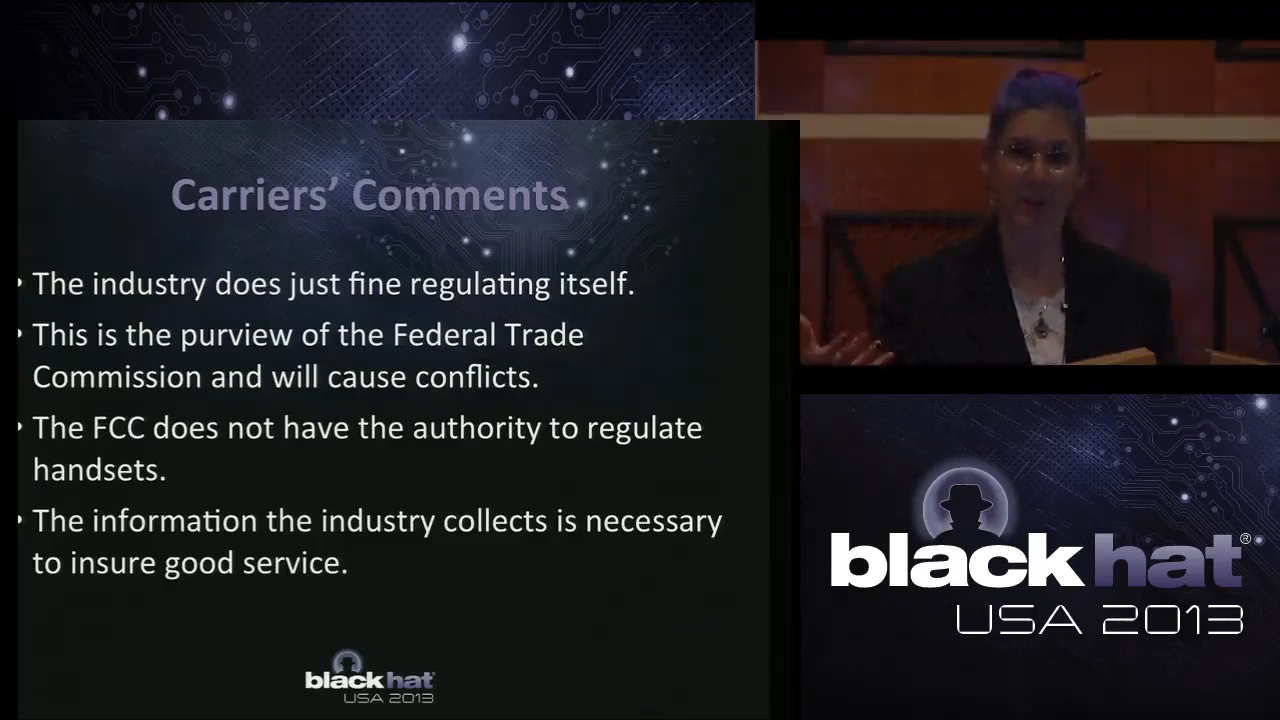 Carriers’ Comments
• The industry does just fine regulating itself.
• This is the purview of the Federal Trade
Commission and will cause conflicts.
• The FCC does not have the authority to regulate
handsets.
• The information the industry collects is necessary
to insure good service.
black hat
USA 2013
black hat®
USA 2013